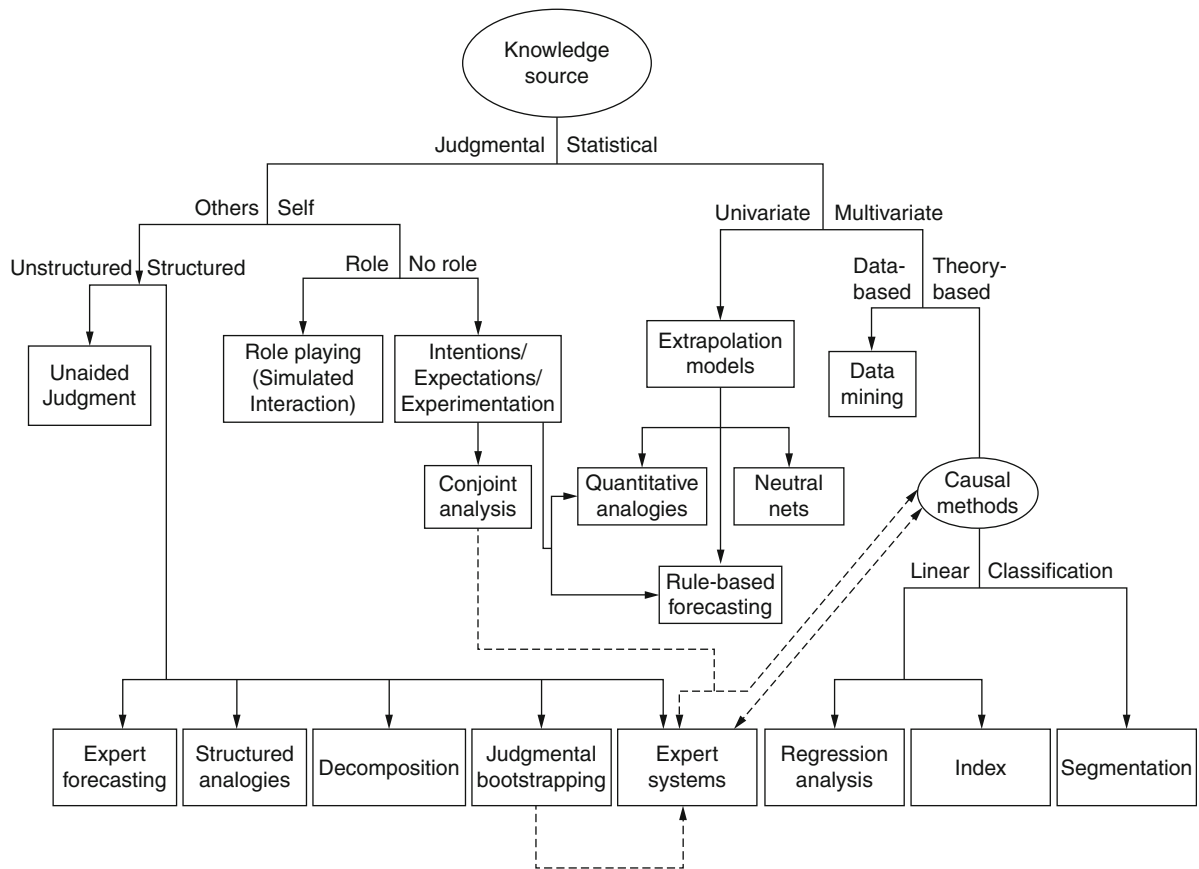 Knowledge
source
Judgmental
Statistical
Others
Self
Univariate
Multivariate
Unstructured
Structured
Role
No role
Data-
based
Theory-
based
Unaided
Judgment
Role playing
(Simulated
Interaction)
Intentions/
Expectations/
Experimentation
Extrapolation
models
Data
mining
Conjoint
analysis
Quantitative
analogies
Neutral
nets
Causal
methods
Rule-based
forecasting
Linear
Classification
Expert
forecasting
Structured
analogies
Decomposition
Judgmental
bootstrapping
Expert
systems
Regression
analysis
Index
Segmentation